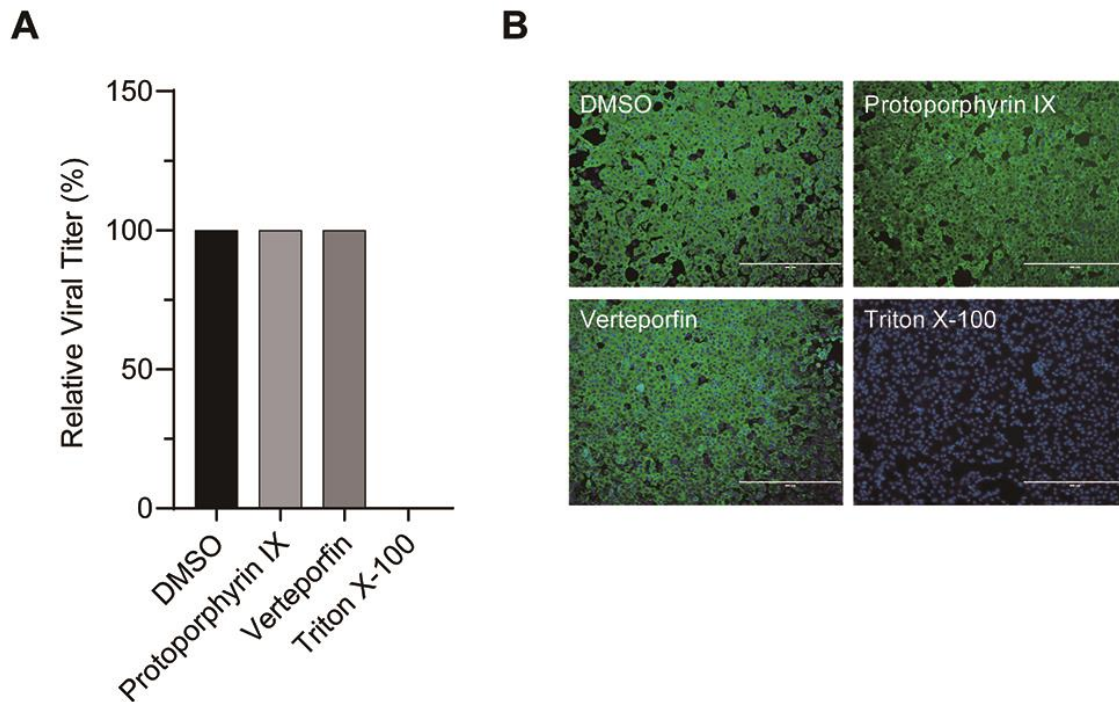 A
B
150
100
50
0
Relative Viral Titer (%)
DMSO
Protoporphyrin IX
Verteporfin
Triton X-100
DMSO
Protoporphyrin IX
Verteporfin
Triton X-100